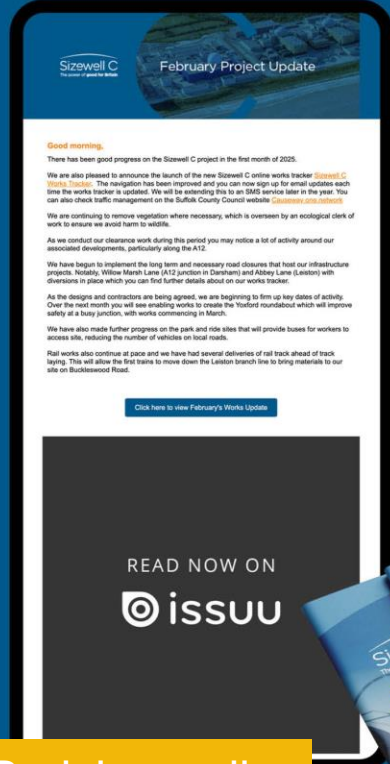 Sizewell C
The power of good for Britain
February Project Update
Good morning,
There has been good progress on the Sizewell C project in the first month of 2025.
We are also pleased to announce the launch of the new Sizewell C online works tracker Sizewell C
Works Tracker. The navigation has been improved and you can now sign up for email updates each
time the works tracker is updated. We will be extending this to an SMS service later in the year. You
can also check traffic management on the Suffolk County Council website Causeway one.network
We are continuing to remove vegetation where necessary, which is overseen by an ecological clerk of
work to ensure we avoid harm to wildlife.
As we conduct our clearance work during this period you may notice a lot of activity around our
associated developments, particularly along the A12.
We have begun to implement the long term and necessary road closures that host our infrastructure
projects. Notably, Willow Marsh Lane (A12 junction in Darsham) and Abbey Lane (Leiston) with
diversions in place which you can find further details about on our works tracker.
As the designs and contractors are being agreed, we are beginning to firm up key dates of activity.
Over the next month you will see enabling works to create the Yoxford roundabout which will improve
safety at a busy junction, with works commencing in March.
We have also made further progress on the park and ride sites that will provide buses for workers to
access site, reducing the number of vehicles on local roads.
Rail works also continue at pace and we have had several deliveries of rail track ahead of track
laying. This will allow the first trains to move down the Leiston branch line to bring materials to our
site on Buckleswood Road.
Click here to view February's Works Update
READ NOW ON
issuu